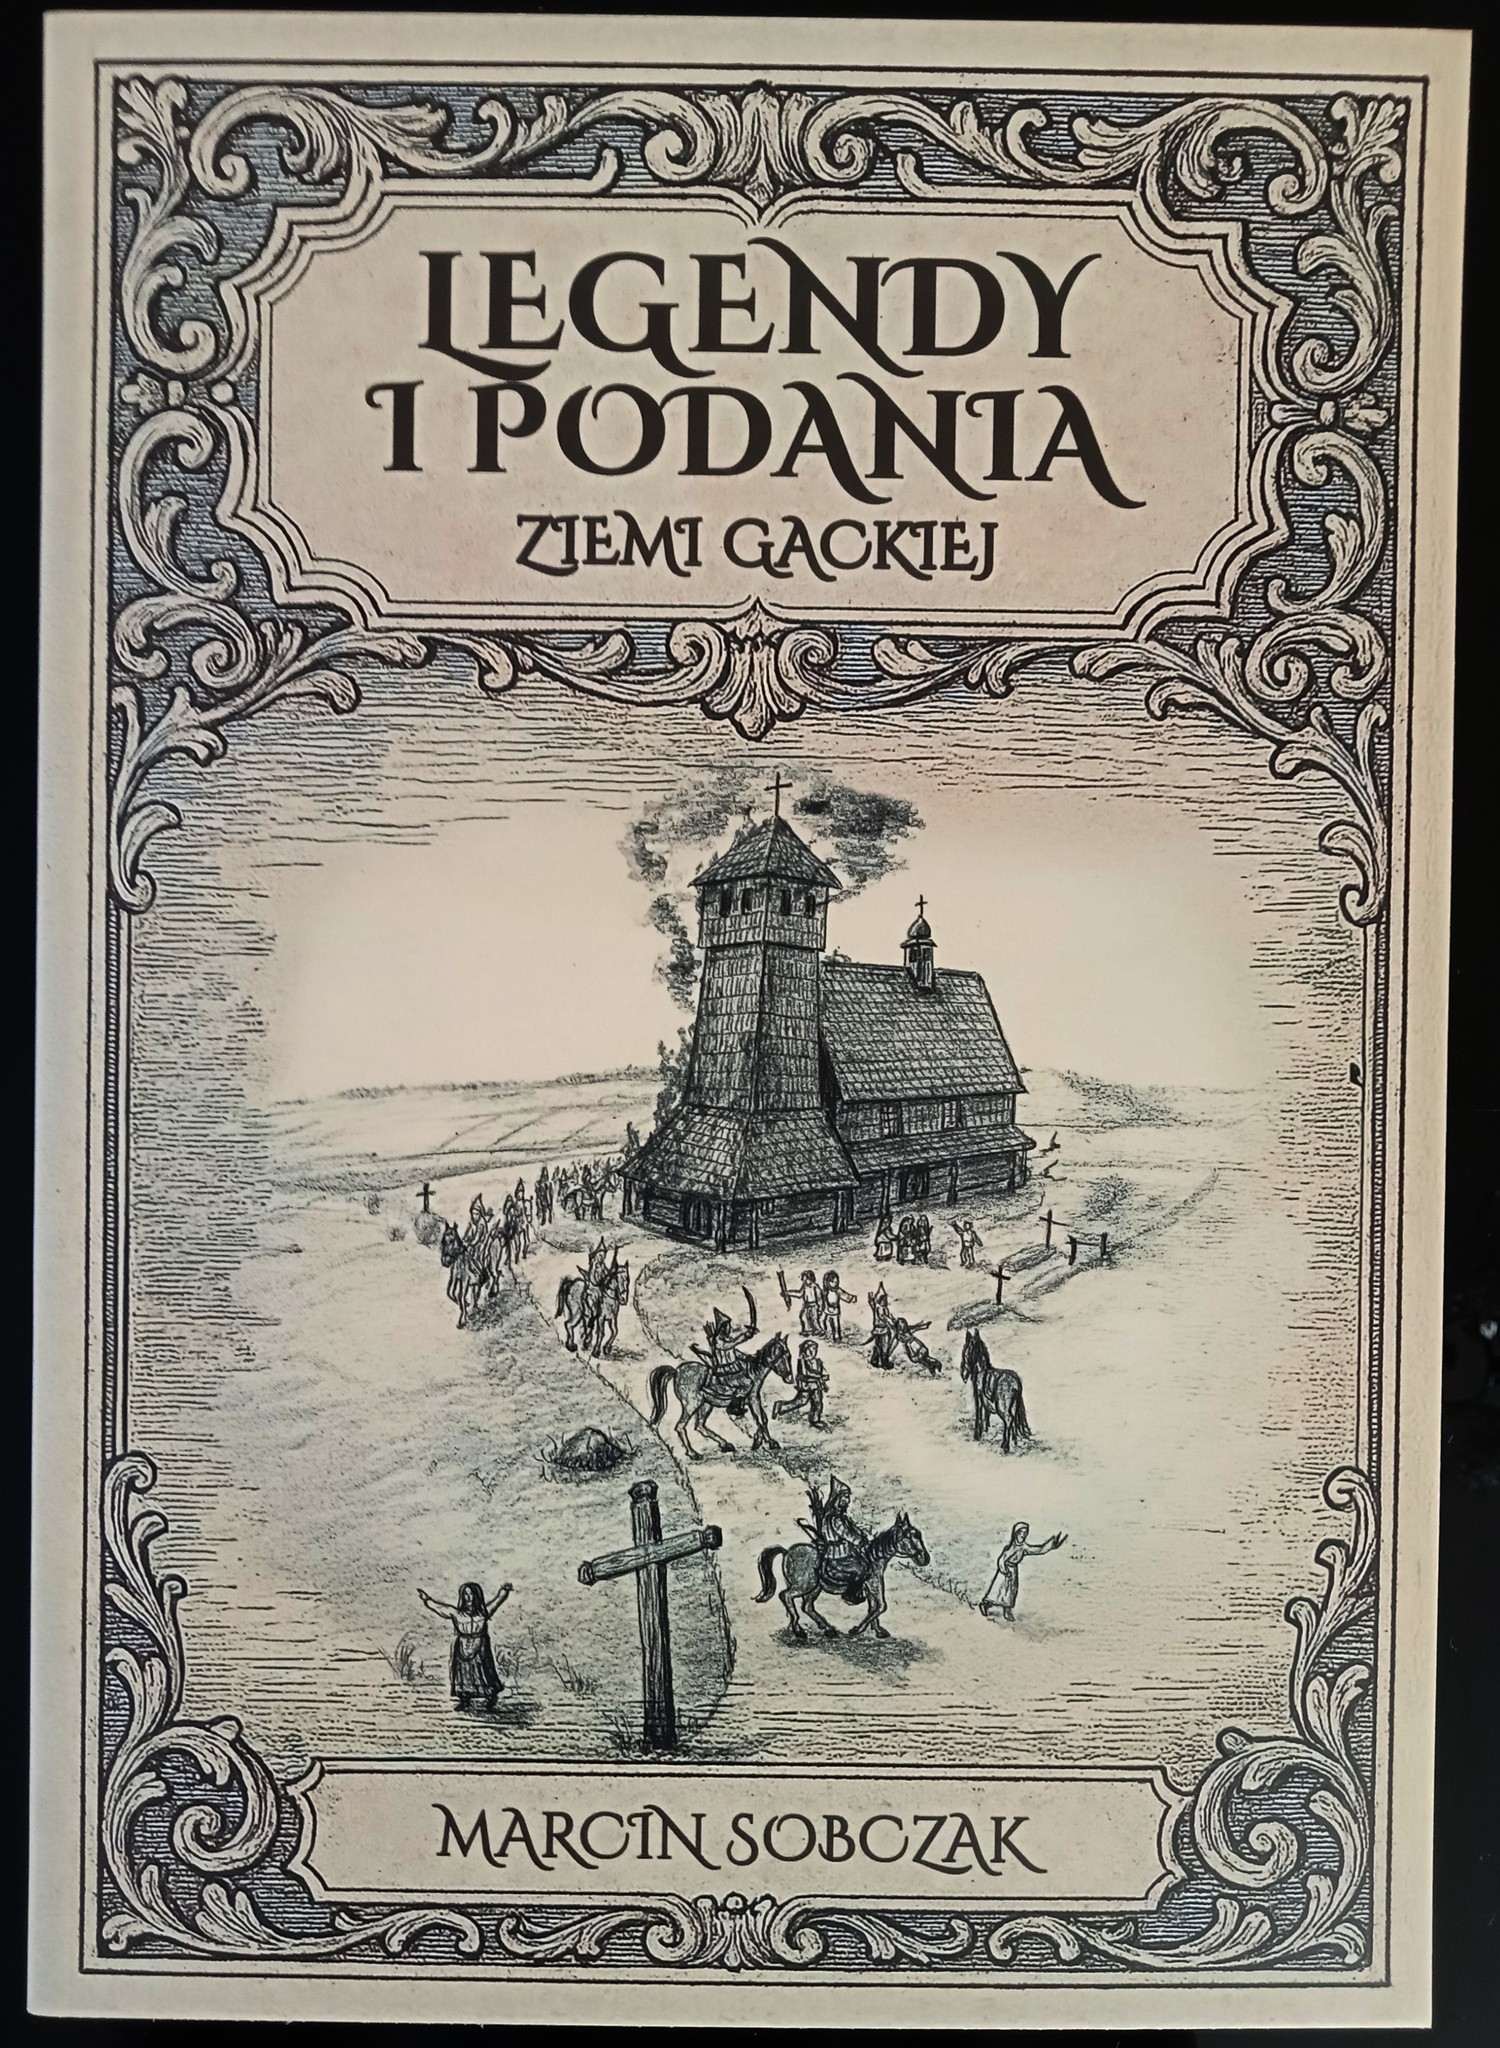 LEGENDY
I PODANIA
ZIEMI GACKIEJ
MARCIN SOBCZAK